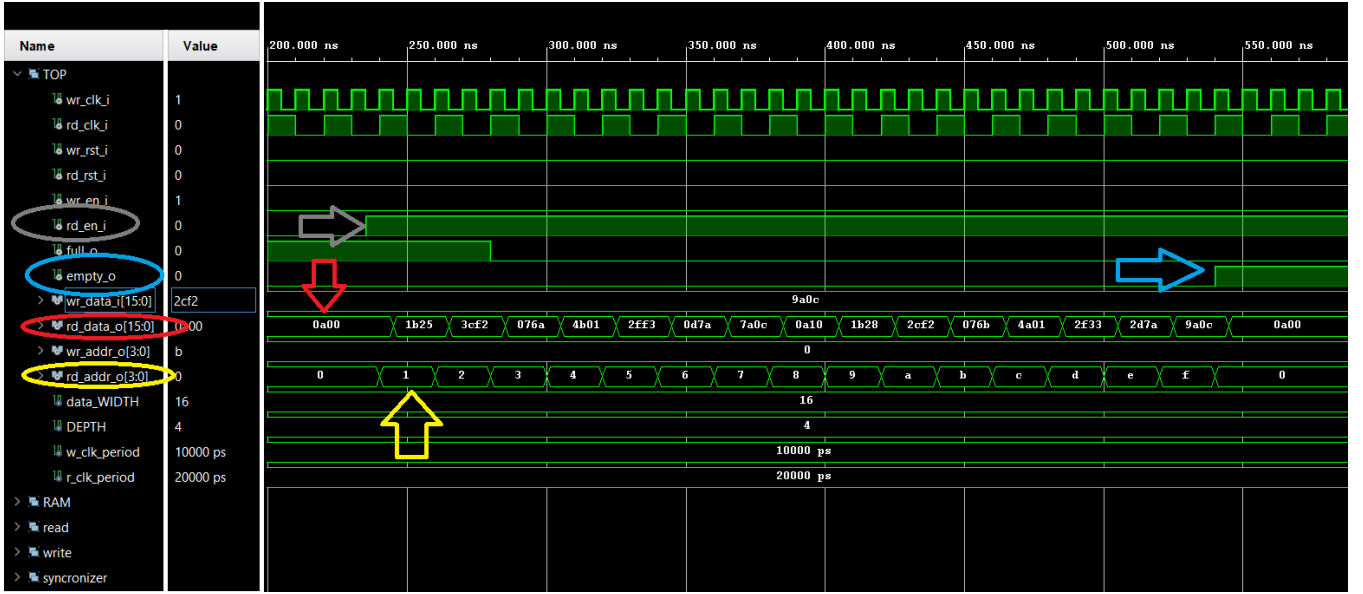 Name Value 200.000 ns 250.000 ns 300.000 ns 350.000 ns 400.000 ns 450.000 ns 500.000 ns 550.000 ns
TOP
wr_clk_i 1
rd_clk_i 0
wr_rst_i 0
rd_rst_i 0
wr_en_i 1
rd_en_i 0
full_o 0
empty_o 0
wr_data_i[15:0] 2cf2 9a0c
rd_data_o[15:0] 0a00 1b25 3cf2 076a 4b01 2ff3 0d7a 7a0c 0a10 1b28 2cf2 076b 4a01 2f33 2d7a 9a0c 0a00
wr_addr_o[3:0] b 0
rd_addr_o[3:0] 0 0 1 2 3 4 5 6 7 8 9 a b c d e f 0
data_WIDTH 16 16
DEPTH 4 4
w_clk_period 10000 ps 10000 ps
r_clk_period 20000 ps 20000 ps
RAM
read
write
syncronizer